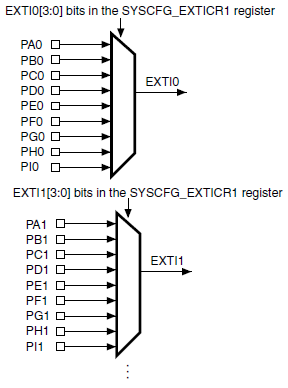 EXTI0[3:0] bits in the SYSCFG_EXTICR1 register
PA0
PB0
PC0
PD0
PE0
PF0
PG0
PH0
PI0
EXTI0
EXTI1[3:0] bits in the SYSCFG_EXTICR1 register
PA1
PB1
PC1
PD1
PE1
PF1
PG1
PH1
PI1
EXTI1